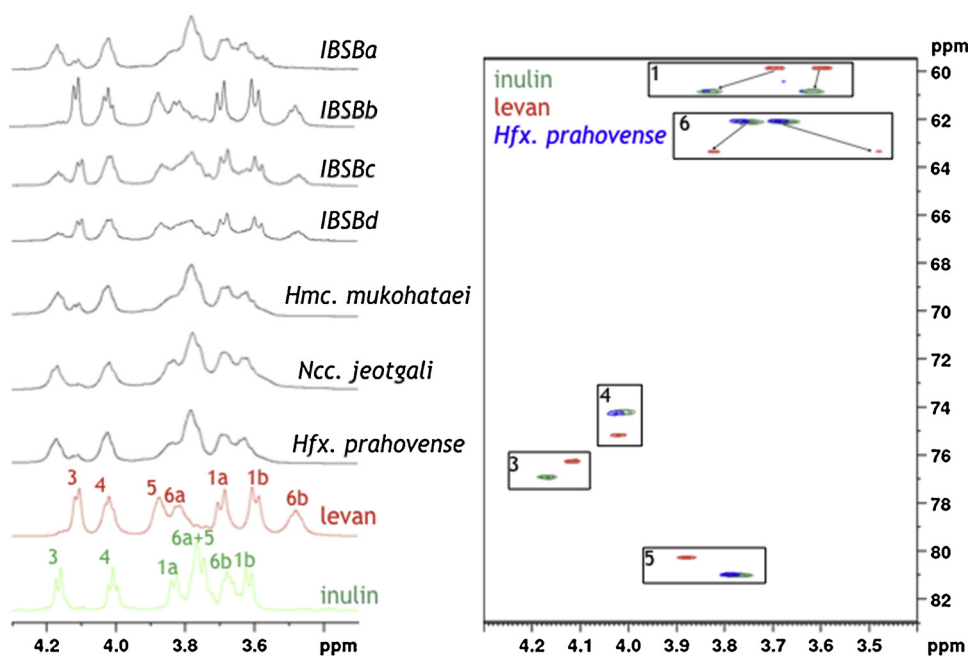 IBSBa
IBSBb
IBSBc
IBSBd
Hmc. mukohataei
Ncc. jeotgali
Hfx. prahovense
3 4 5 6a 1a 1b 6b
levan
3 4 1a 6a+5 6b 1b
inulin
4.2 4.0 3.8 3.6 ppm
ppm
inulin
levan
Hfx. prahovense
1
6
4
3
5
60
62
64
66
68
70
72
74
76
78
80
82
4.2 4.1 4.0 3.9 3.8 3.7 3.6 3.5 ppm